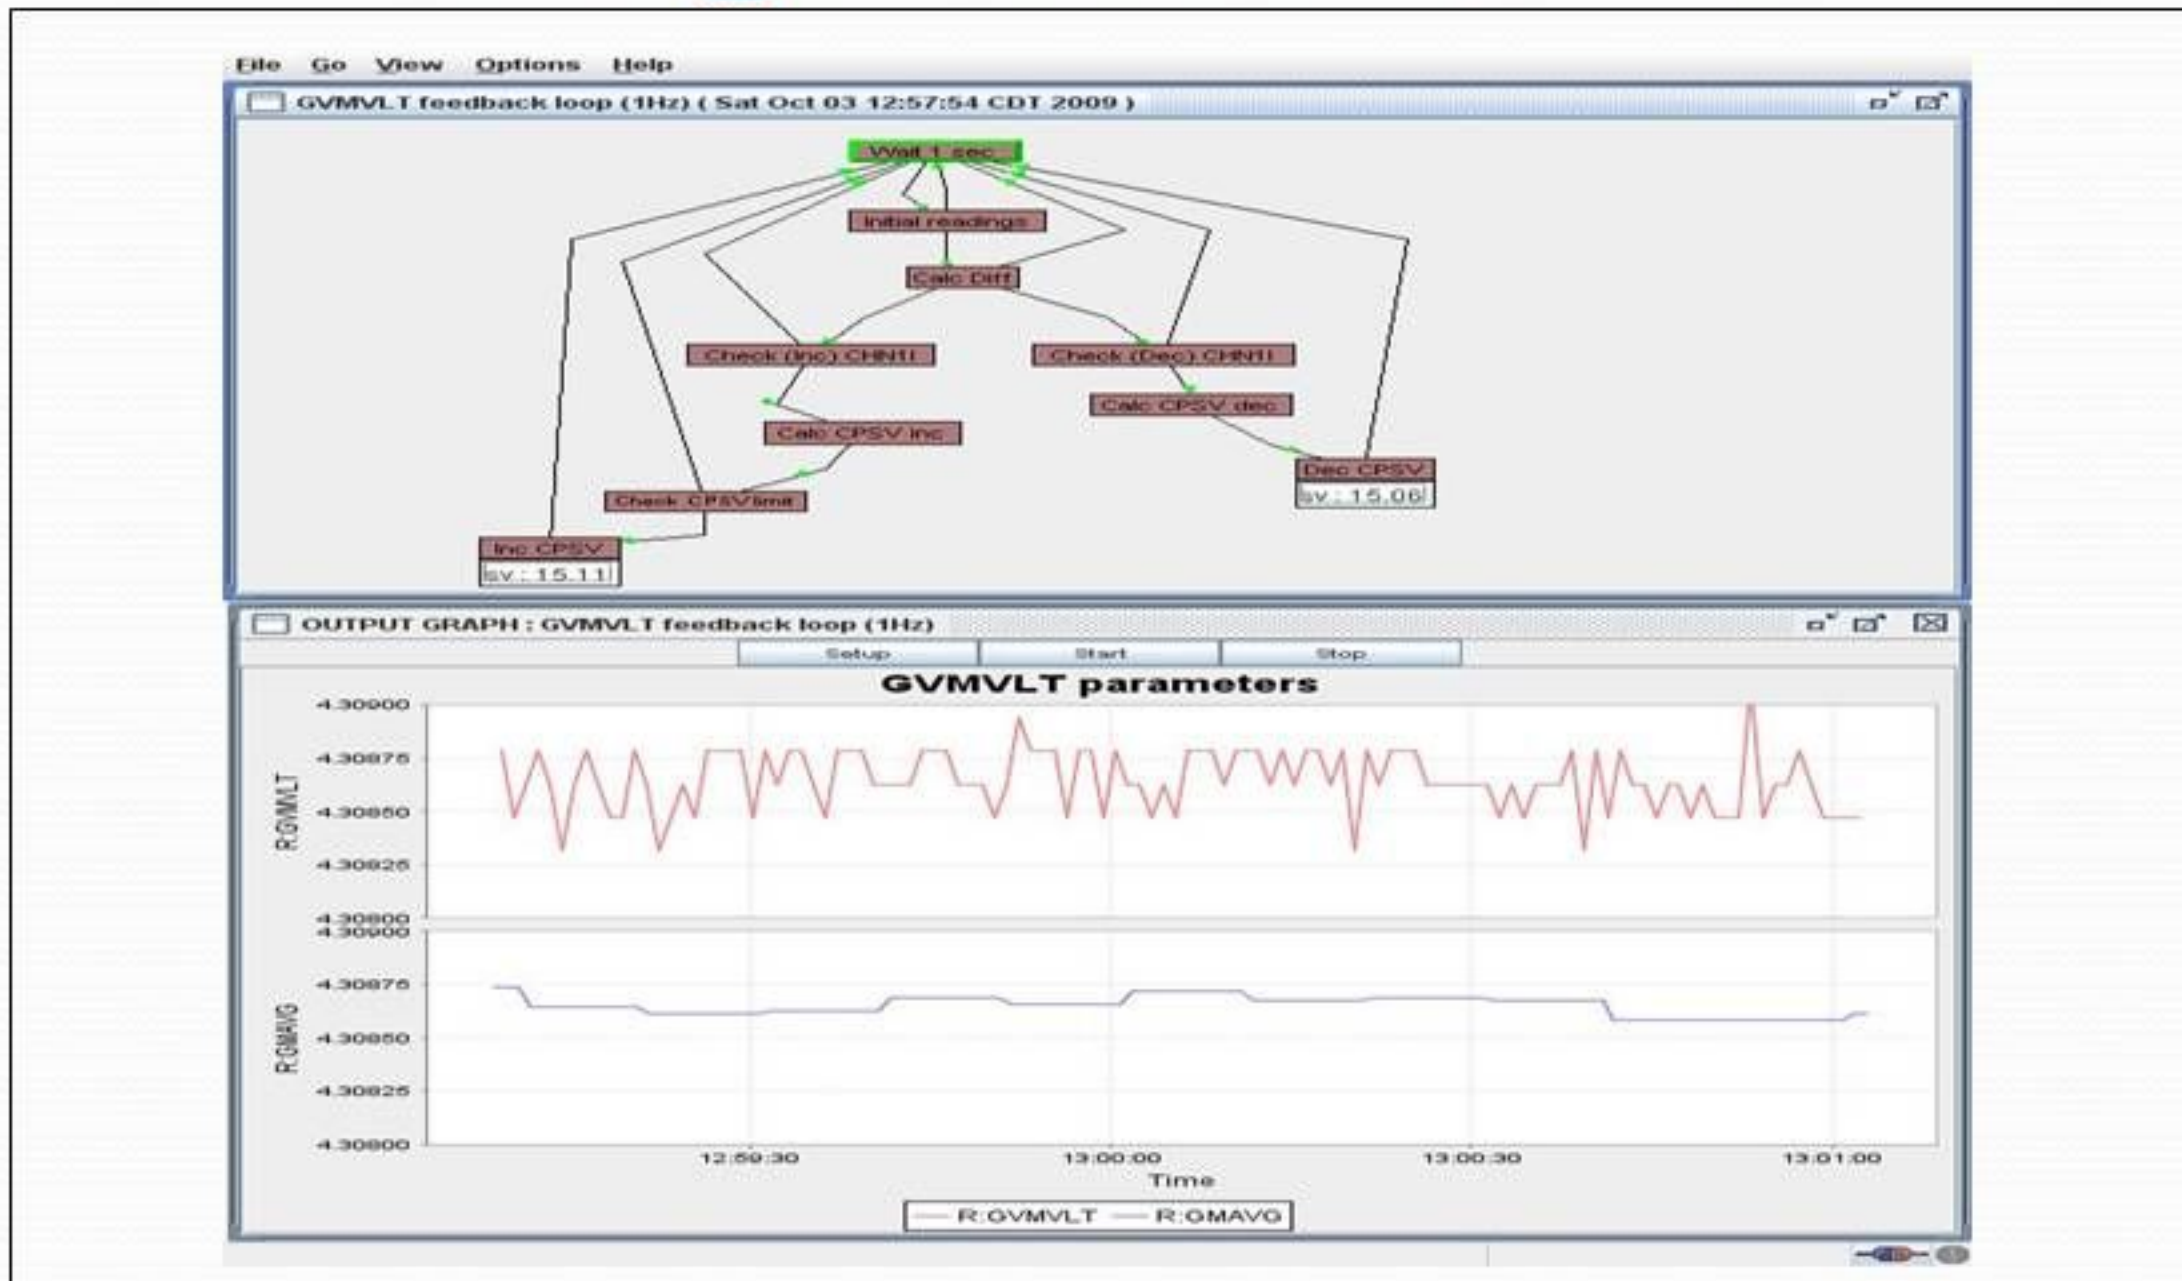 File Go View Options Help
GVMVLT feedback loop (1Hz) ( Sat Oct 03 12:57:54 CDT 2009 )
Wait 1 sec
Initial readings
Calc Diff
Check (Inc) CHN1I
Check (Dec) CHN1I
Calc CPSV dec
Calc CPSV inc
Dec CPSV
sv.: 15.06
Check CPSVlimit
Inc CPSV
sv.: 15.11
OUTPUT GRAPH : GVMVLT feedback loop (1Hz)
Setup Start Stop
GVMVLT parameters
4.30900
4.30875
4.30850
4.30825
4.30800
R:GVMVLT
4.30900
4.30875
4.30850
4.30825
4.30800
R:GMAVG
12:59:30 13:00:00 13:00:30 13:01:00
Time
R:GVMVLT R:GMAVG